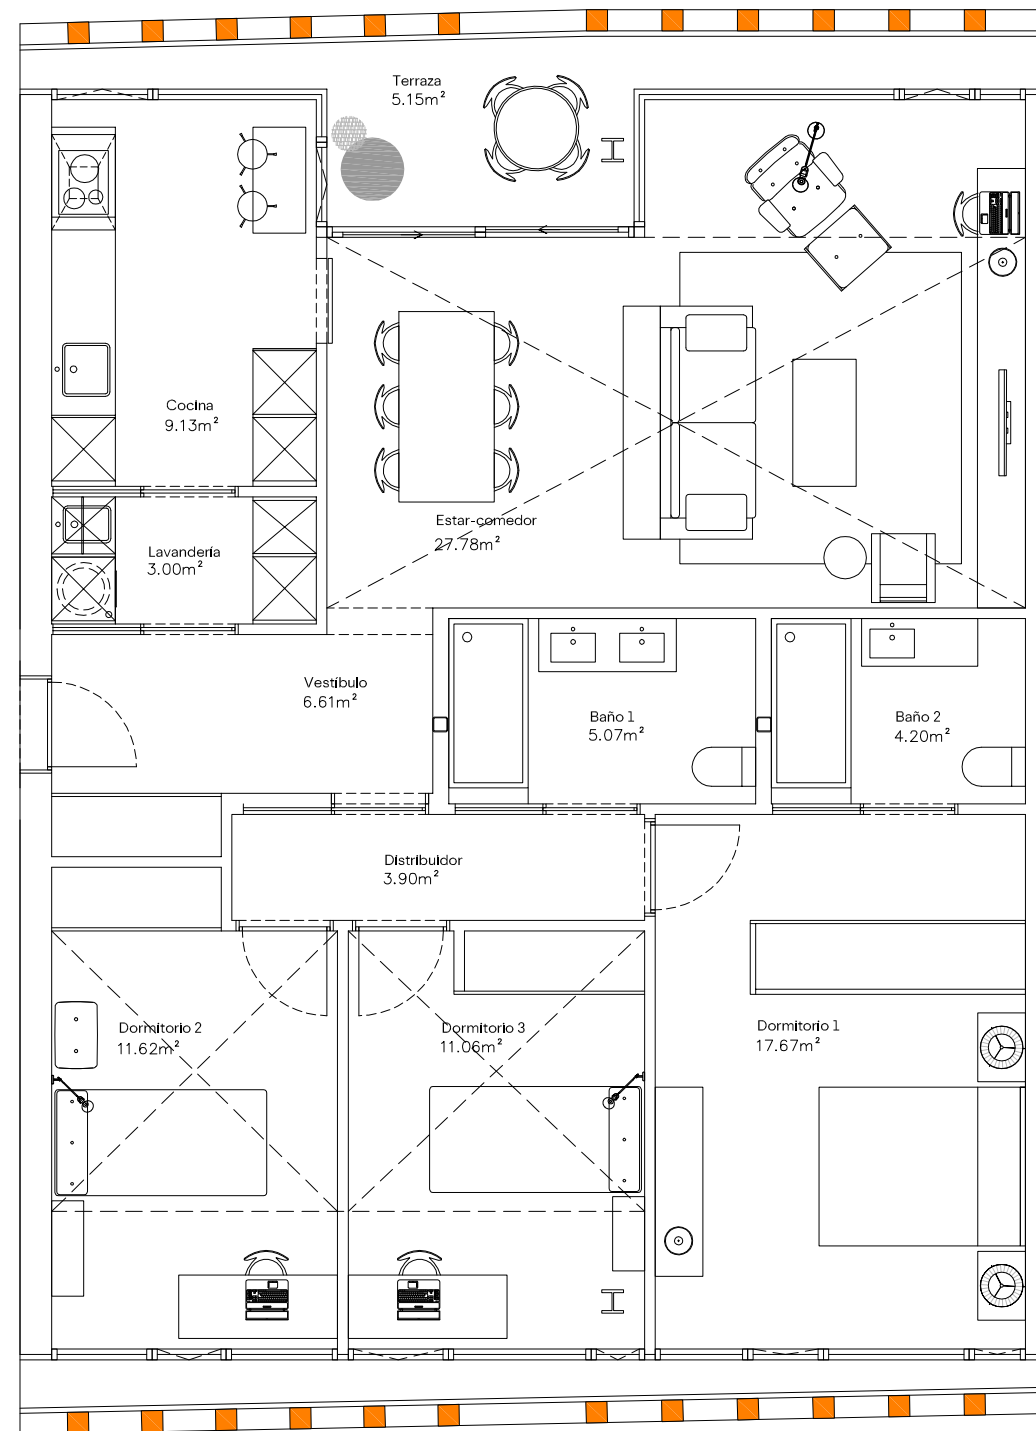 Terraza
5.15m²
Cocina
9.13m²
Estar-comedor
27.78m²
Lavandería
3.00m²
Vestíbulo
6.61m²
Baño 1
5.07m²
Baño 2
4.20m²
Distribuidor
3.90m²
Dormitorio 2
11.62m²
Dormitorio 3
11.06m²
Dormitorio 1
17.67m²